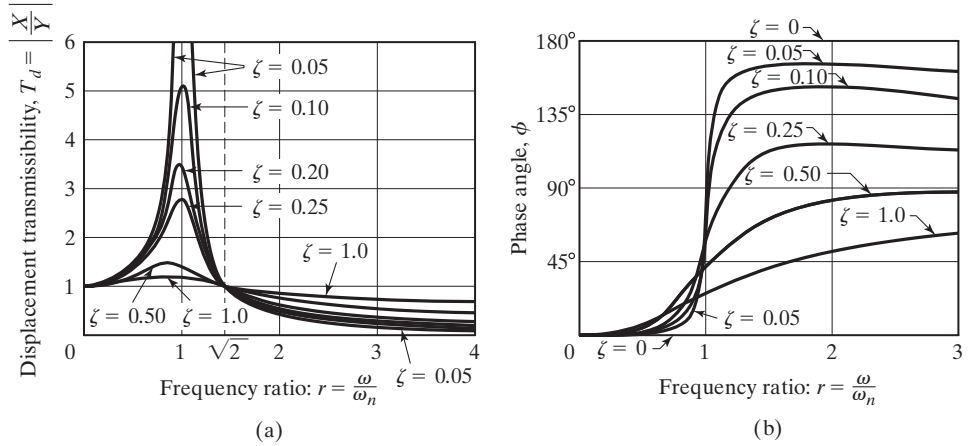 Displacement transmissibility, T_d = |X/Y|
6
5
4
3
2
1
0
1
√2
2
3
4
ζ = 0.05
ζ = 0.10
ζ = 0.20
ζ = 0.25
ζ = 1.0
ζ = 0.50
ζ = 1.0
ζ = 0.05
Frequency ratio: r = ω/ω_n
(a)
Phase angle, ϕ
180°
135°
90°
45°
0
1
2
3
ζ = 0
ζ = 0.05
ζ = 0.10
ζ = 0.25
ζ = 0.50
ζ = 1.0
ζ = 0.05
ζ = 0
Frequency ratio: r = ω/ω_n
(b)